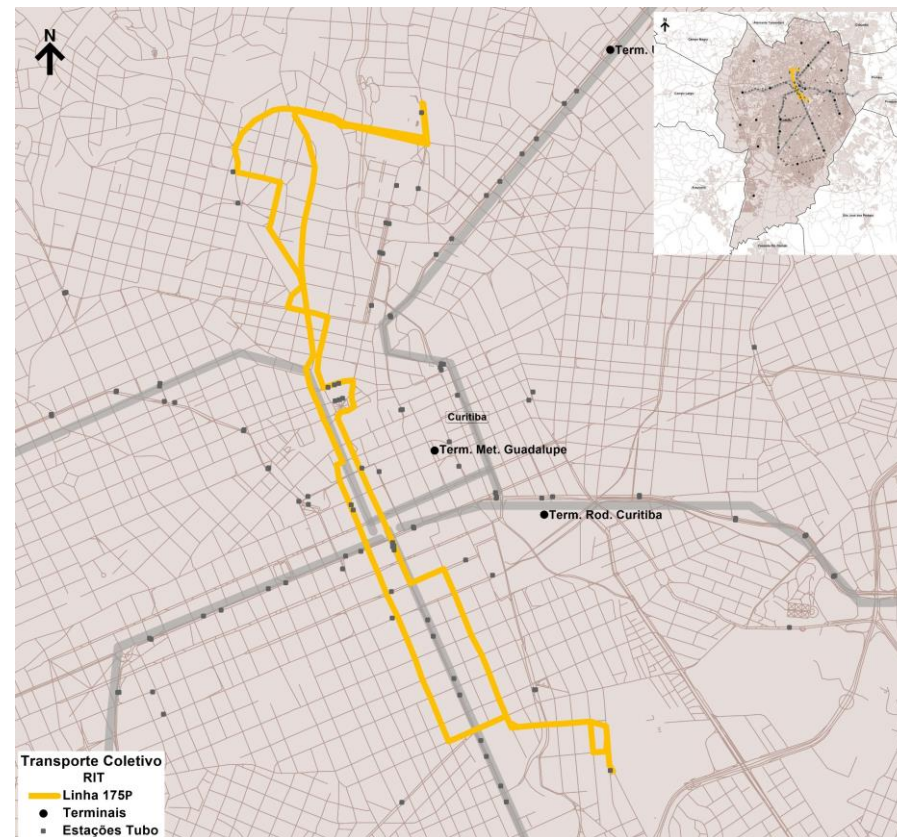 N
Term. U
Curitiba
Term. Met. Guadalupe
Term. Rod. Curitiba
Transporte Coletivo
RIT
Linha 175P
Terminais
Estações Tubo
N